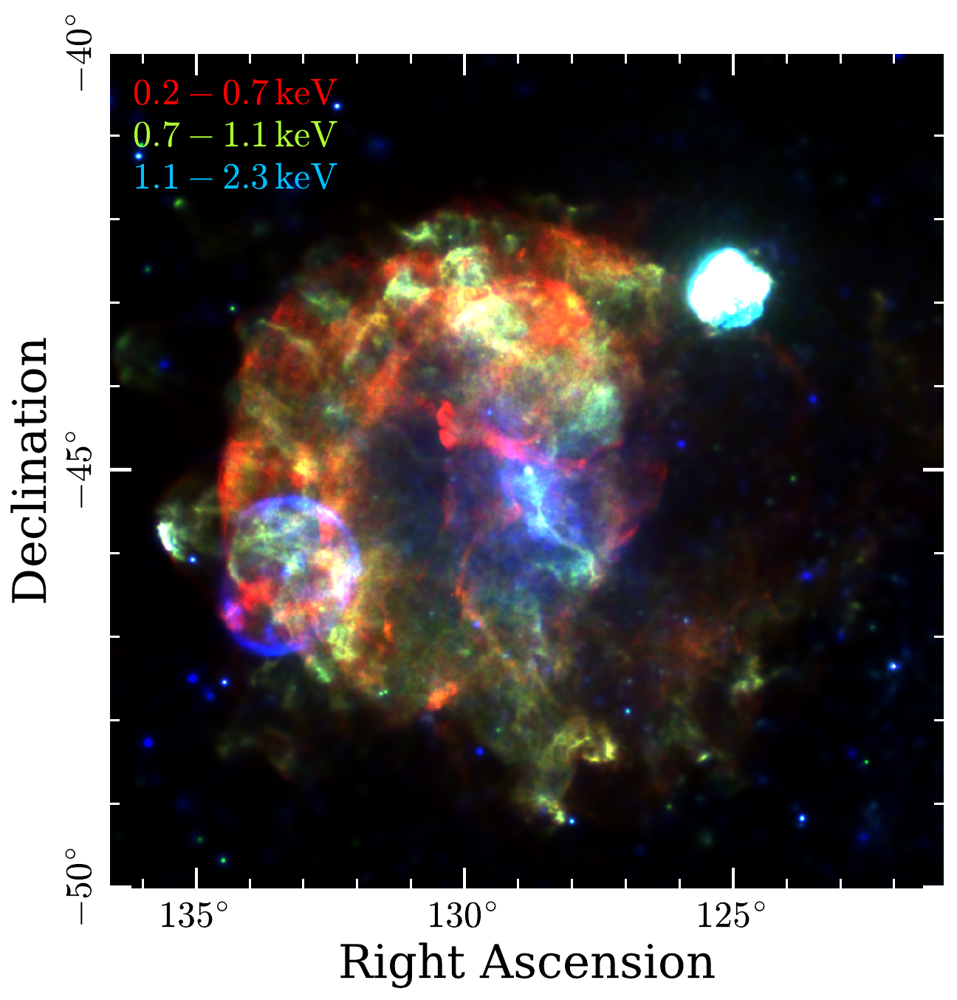 −40°
0.2 − 0.7 keV
0.7 − 1.1 keV
1.1 − 2.3 keV
Declination
−45°
−50°
135°
130°
125°
Right Ascension